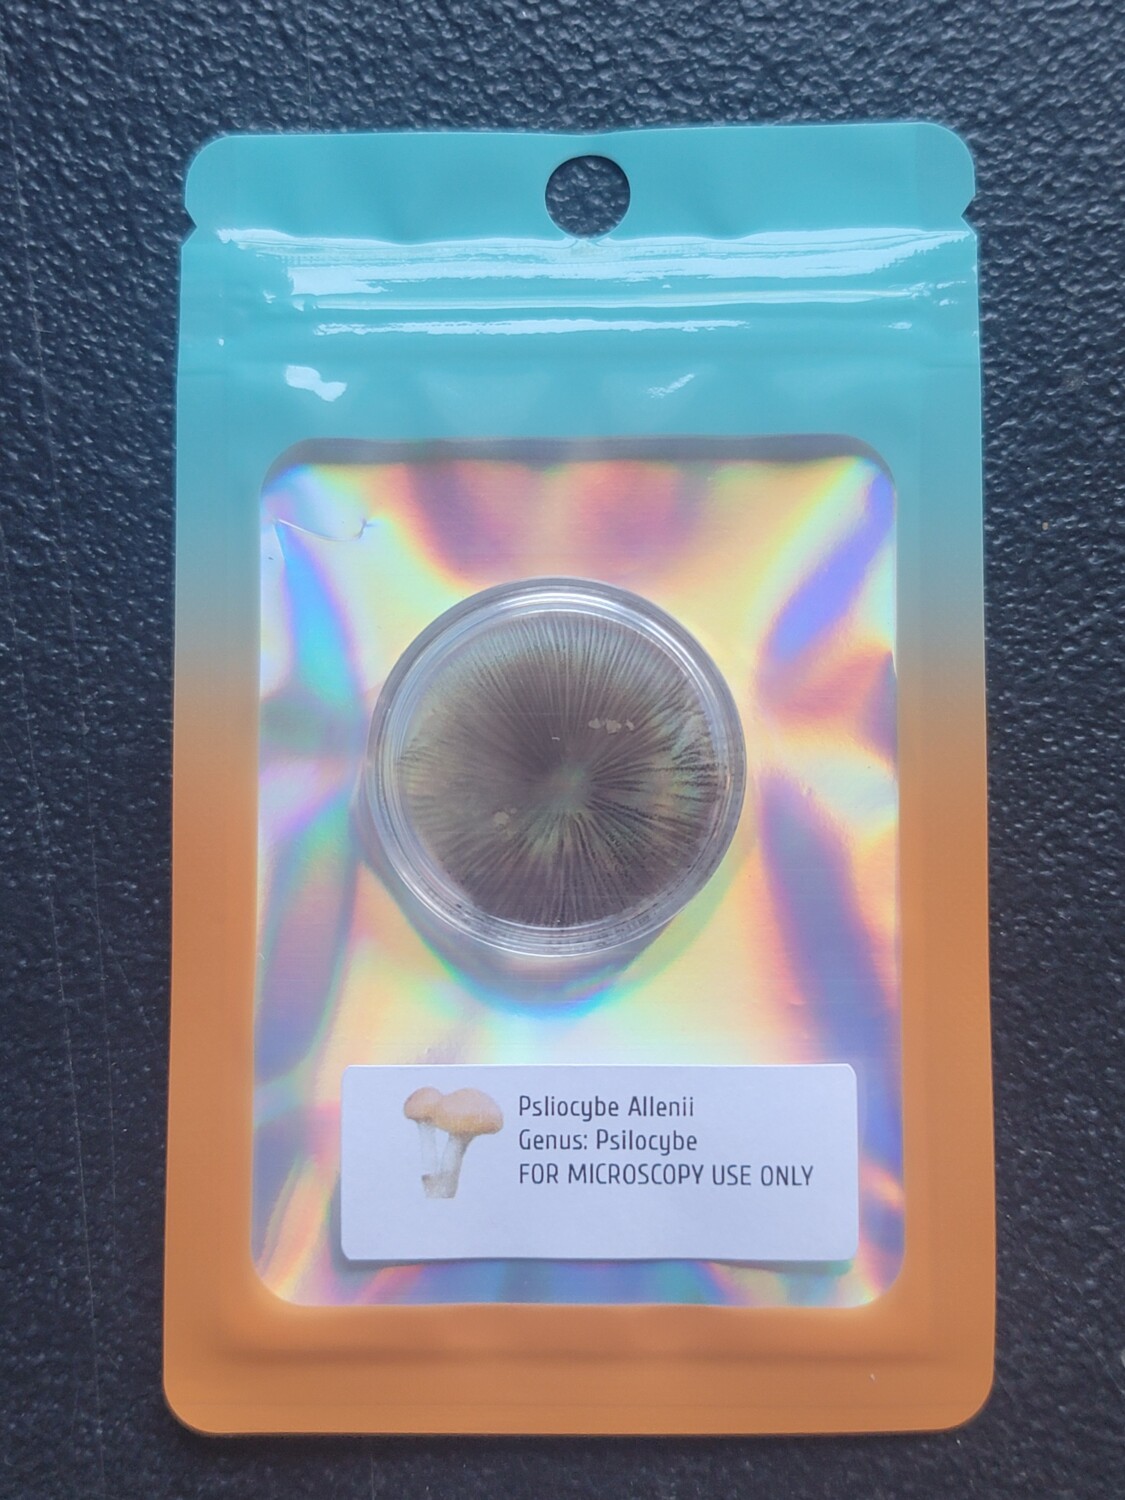 Psliocybe Allenii
Genus: Psilocybe
FOR MICROSCOPY USE ONLY